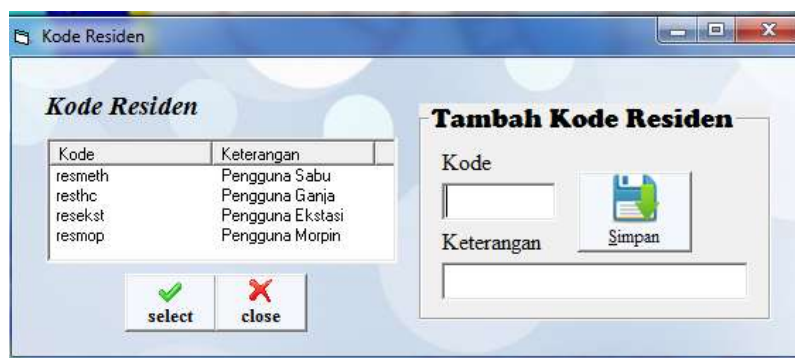 Kode Residen
Kode Residen
Kode Keterangan
resmeth Pengguna Sabu
resthc Pengguna Ganja
resekst Pengguna Ekstasi
resmop Pengguna Morpin
select close
Tambah Kode Residen
Kode
Simpan
Keterangan